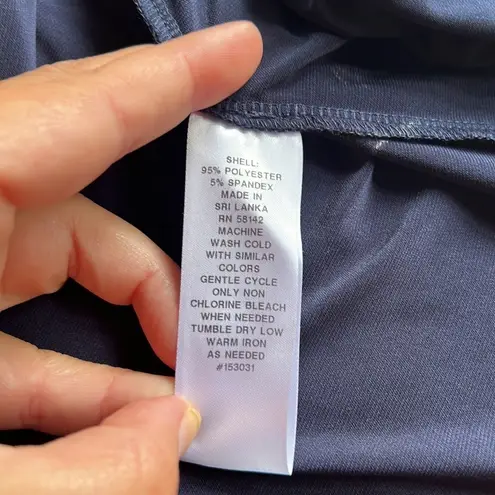 SHELL:
95% POLYESTER
5% SPANDEX
MADE IN
SRI LANKA
RN 58142
MACHINE
WASH COLD
WITH SIMILAR
COLORS
GENTLE CYCLE
ONLY NON
CHLORINE BLEACH
WHEN NEEDED
TUMBLE DRY LOW
WARM IRON
AS NEEDED
#153031